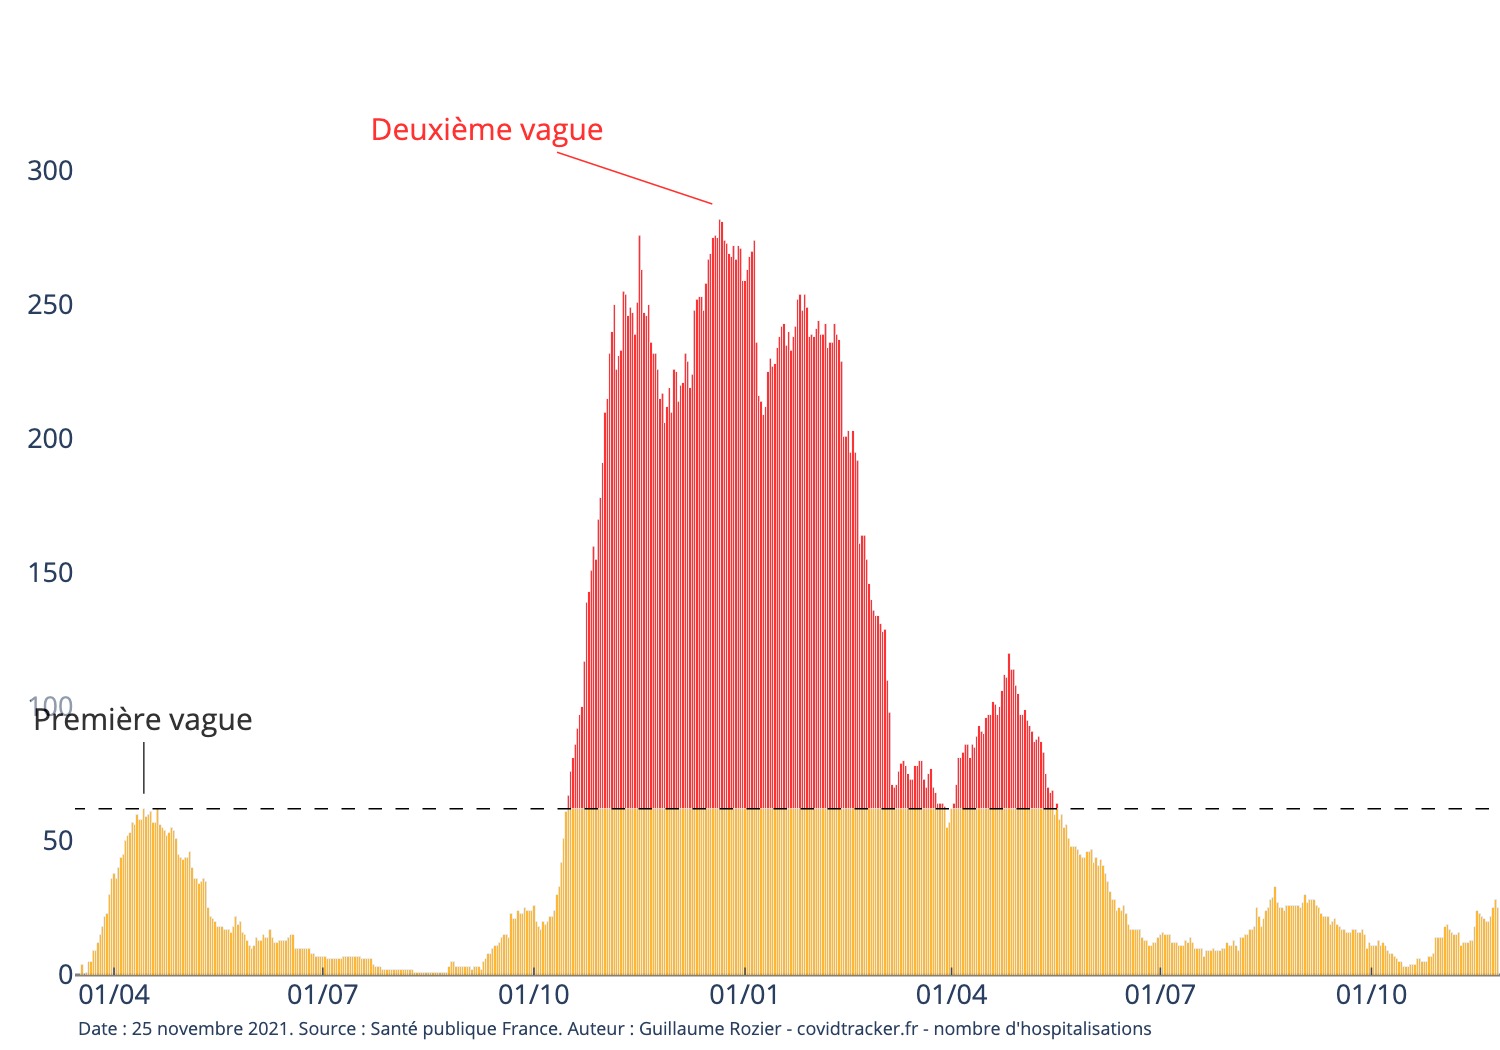 Deuxième vague
300
250
200
150
100
Première vague
50
0
01/04 01/07 01/10 01/01 01/04 01/07 01/10
Date : 25 novembre 2021. Source : Santé publique France. Auteur : Guillaume Rozier - covidtracker.fr - nombre d'hospitalisations